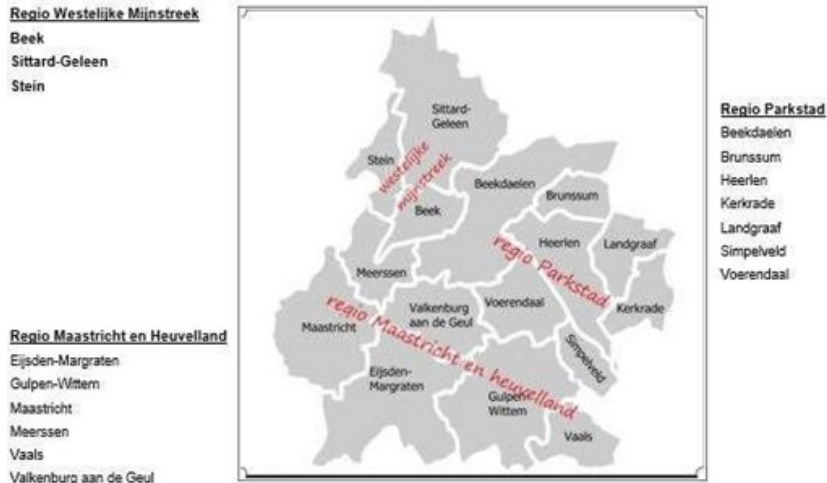 Regio Westelijke Mijnstreek
Beek
Sittard-Geleen
Stein
Regio Maastricht en Heuvelland
Eijsden-Margraten
Gulpen-Wittem
Maastricht
Meerssen
Vaals
Valkenburg aan de Geul
Sittard-
Geleen
Stein
westelijke
mijnstreek
Beek
Beekdaelen
Brunssum
Heerlen
Landgraaf
regio Parkstad
Kerkrade
Meerssen
Maastricht
Valkenburg
aan de Geul
Voerendaal
regio Maastricht en heuvelland
Simpelveld
Eijsden-
Margraten
Gulpen-
Wittem
Vaals
Regio Parkstad
Beekdaelen
Brunssum
Heerlen
Kerkrade
Landgraaf
Simpelveld
Voerendaal